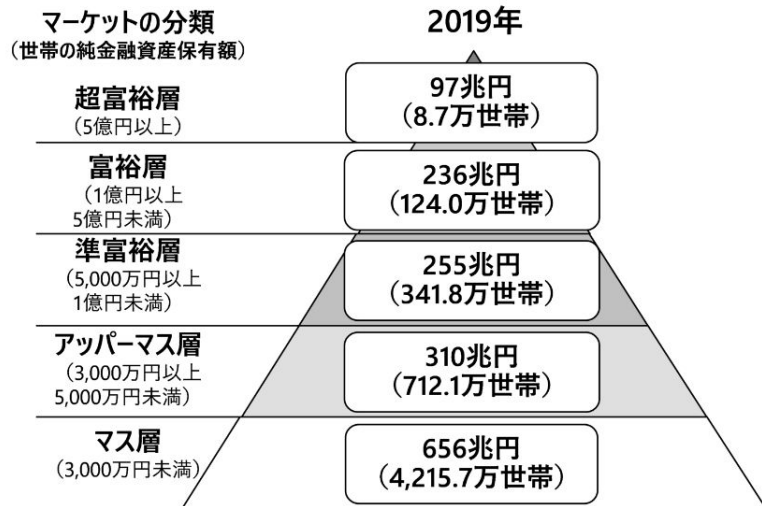 マーケットの分類
(世帯の純金融資産保有額)
2019年
超富裕層
(5億円以上)
97兆円
(8.7万世帯)
富裕層
(1億円以上
5億円未満)
236兆円
(124.0万世帯)
準富裕層
(5,000万円以上
1億円未満)
255兆円
(341.8万世帯)
アッパーマス層
(3,000万円以上
5,000万円未満)
310兆円
(712.1万世帯)
マス層
(3,000万円未満)
656兆円
(4,215.7万世帯)